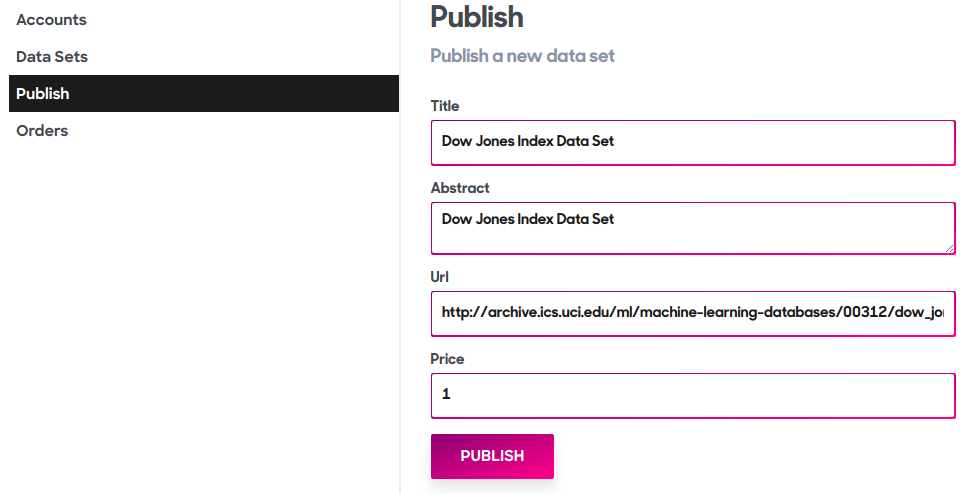 Accounts
Data Sets
Publish
Orders
Publish
Publish a new data set
Title
Dow Jones Index Data Set
Abstract
Dow Jones Index Data Set
Url
http://archive.ics.uci.edu/ml/machine-learning-databases/00312/dow_jo
Price
1
PUBLISH